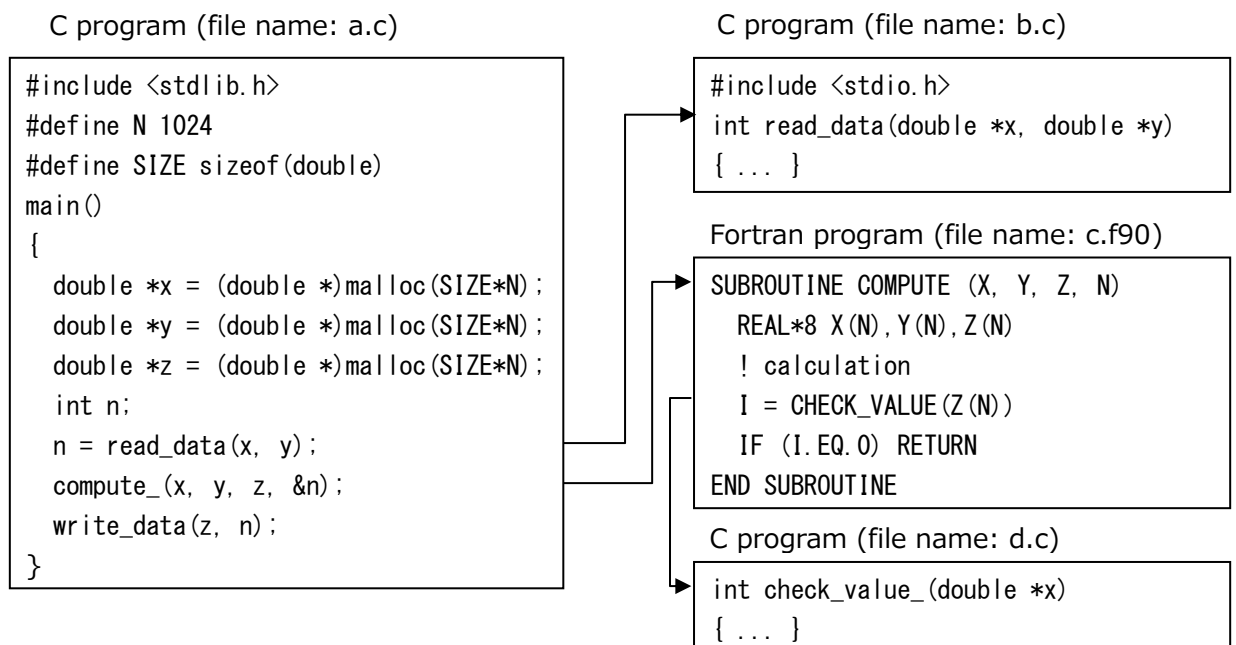 C program (file name: a.c)
#include <stdlib.h>
#define N 1024
#define SIZE sizeof(double)
main()
{
  double *x = (double *)malloc(SIZE*N);
  double *y = (double *)malloc(SIZE*N);
  double *z = (double *)malloc(SIZE*N);
  int n;
  n = read_data(x, y);
  compute_(x, y, z, &n);
  write_data(z, n);
}
C program (file name: b.c)
#include <stdio.h>
int read_data(double *x, double *y)
{ ... }
Fortran program (file name: c.f90)
SUBROUTINE COMPUTE (X, Y, Z, N)
  REAL*8 X(N),Y(N),Z(N)
  ! calculation
  I = CHECK_VALUE(Z(N))
  IF (I.EQ.0) RETURN
END SUBROUTINE
C program (file name: d.c)
int check_value_(double *x)
{ ... }